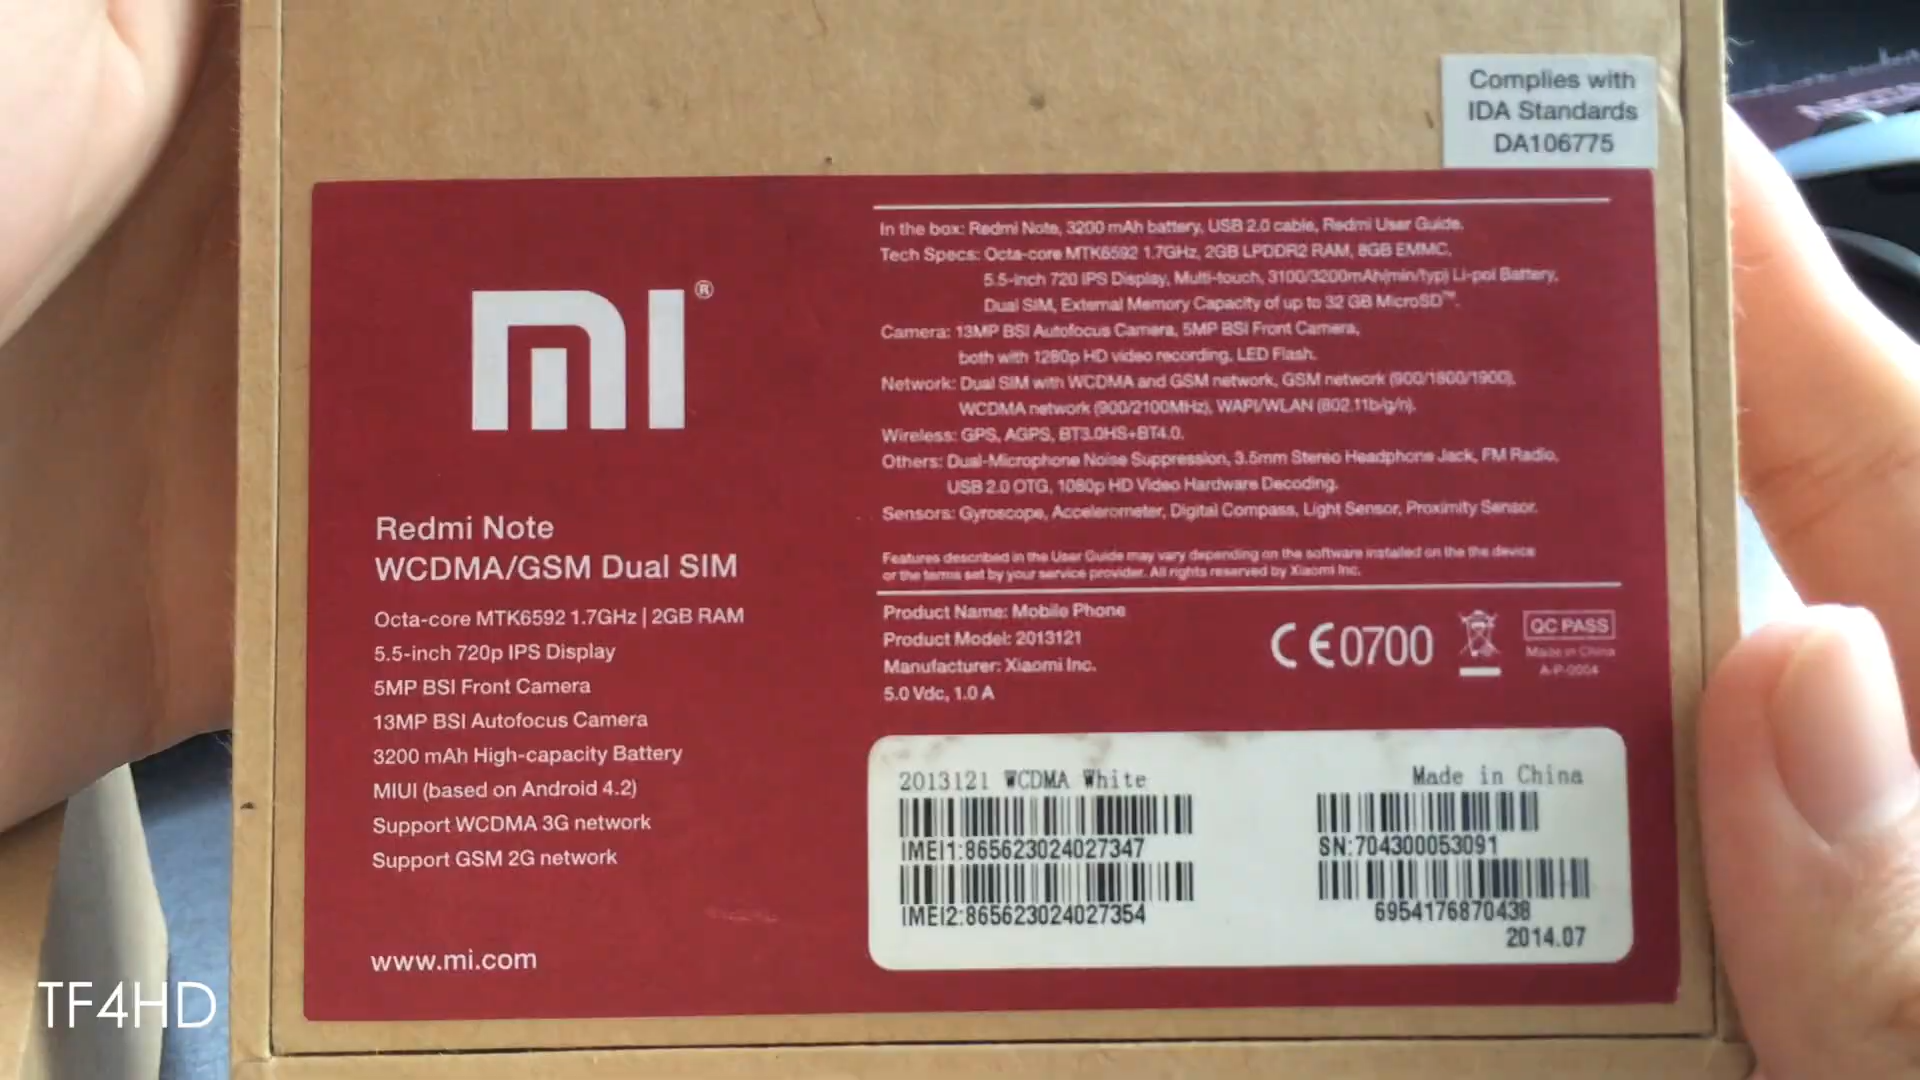 Complies with
IDA Standards
DA106775
mi®
Redmi Note
WCDMA/GSM Dual SIM
Octa-core MTK6592 1.7GHz | 2GB RAM
5.5-inch 720p IPS Display
5MP BSI Front Camera
13MP BSI Autofocus Camera
3200 mAh High-capacity Battery
MIUI (based on Android 4.2)
Support WCDMA 3G network
Support GSM 2G network
www.mi.com
In the box: Redmi Note, 3200 mAh battery, USB 2.0 cable, Redmi User Guide.
Tech Specs: Octa-core MTK6592 1.7GHz, 2GB LPDDR2 RAM, 8GB EMMC,
5.5-inch 720 IPS Display, Multi-touch, 3100/3200mAh(min/typ) Li-pol Battery,
Dual SIM, External Memory Capacity of up to 32 GB MicroSD™.
Camera: 13MP BSI Autofocus Camera, 5MP BSI Front Camera,
both with 1280p HD video recording, LED Flash.
Network: Dual SIM with WCDMA and GSM network, GSM network (900/1800/1900),
WCDMA network (900/2100MHz), WAPI/WLAN (802.11b/g/n).
Wireless: GPS, AGPS, BT3.0HS+BT4.0.
Others: Dual-Microphone Noise Suppression, 3.5mm Stereo Headphone Jack, FM Radio,
USB 2.0 OTG, 1080p HD Video Hardware Decoding.
Sensors: Gyroscope, Accelerometer, Digital Compass, Light Sensor, Proximity Sensor.
Features described in the User Guide may vary depending on the software installed on the the device
or the terms set by your service provider. All rights reserved by Xiaomi Inc.
Product Name: Mobile Phone
Product Model: 2013121
Manufacturer: Xiaomi Inc.
5.0 Vdc, 1.0 A
CE0700
QC PASS
Made in China
A-P-0004
2013121 WCDMA White
IMEI1:865623024027347
IMEI2:865623024027354
Made in China
SN:704300053091
6954176870438
2014.07
TF4HD